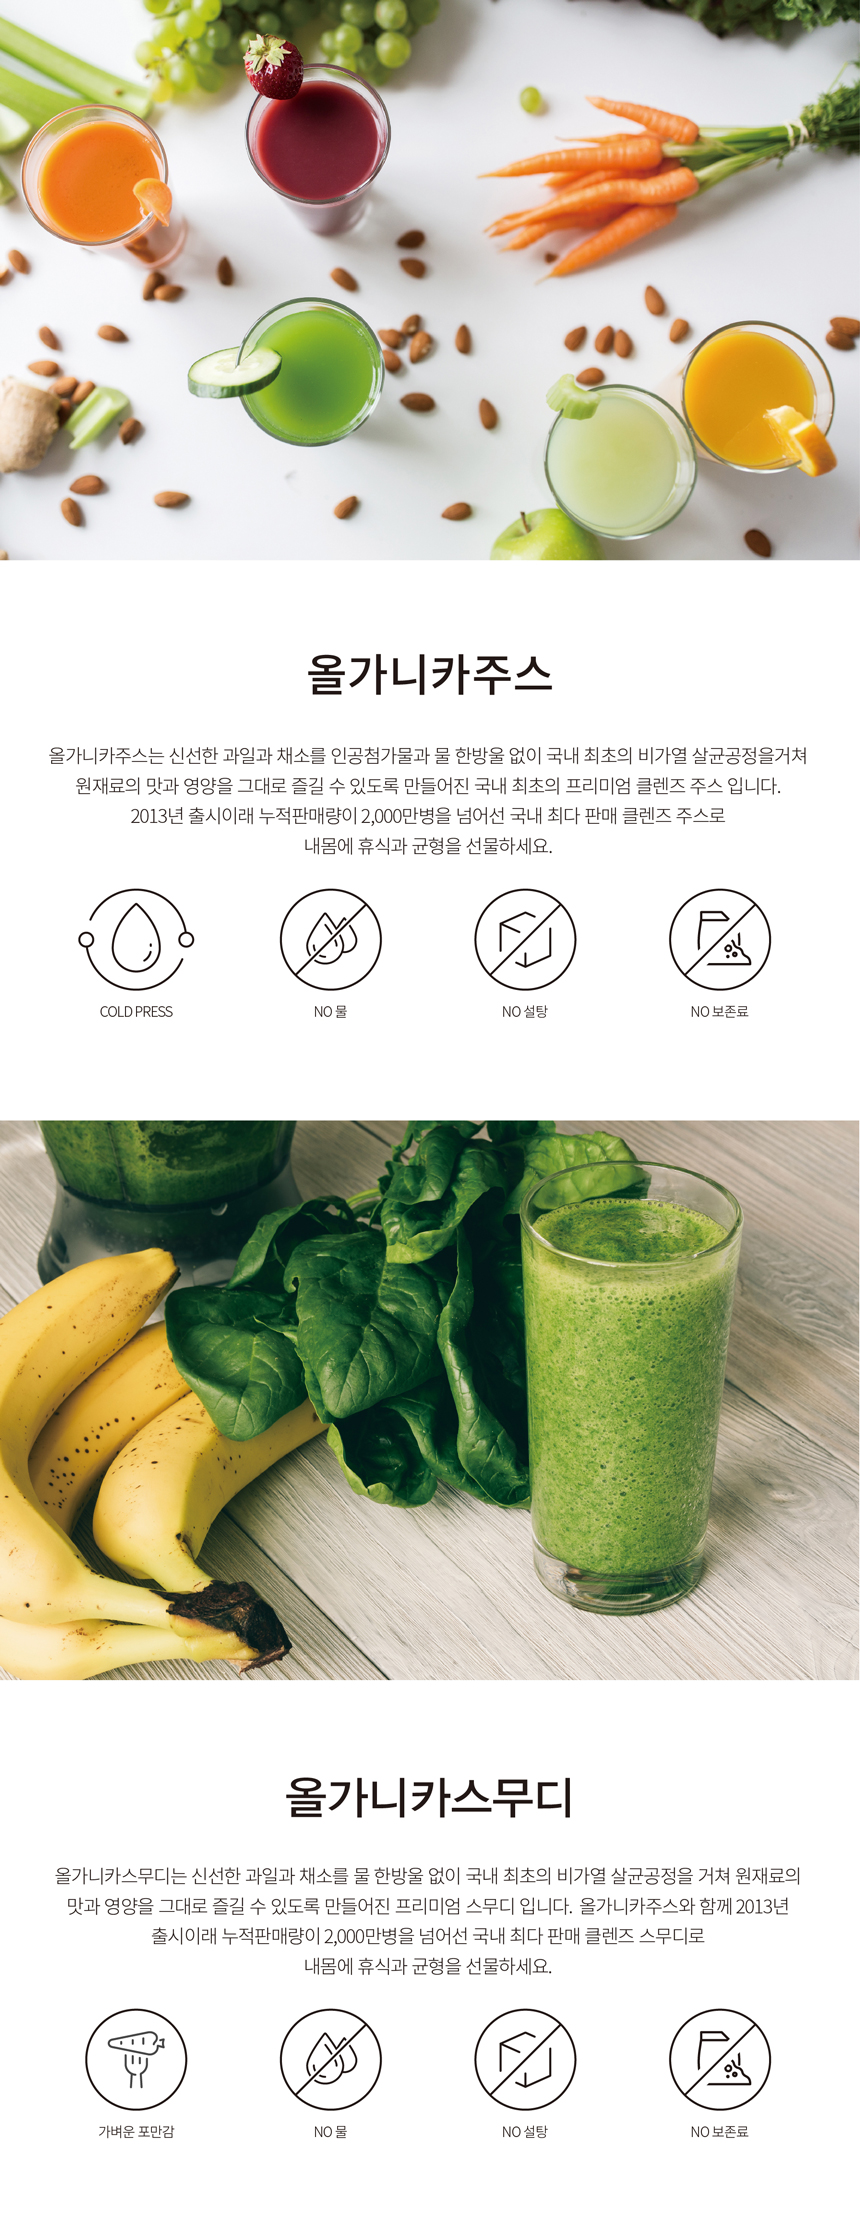 올가니카주스
올가니카주스는 신선한 과일과 채소를 인공첨가물과 물 한방울 없이 국내 최초의 비가열 살균공정을거쳐
원재료의 맛과 영양을 그대로 즐길 수 있도록 만들어진 국내 최초의 프리미엄 클렌즈 주스 입니다.
2013년 출시이래 누적판매량이 2,000만병을 넘어선 국내 최다 판매 클렌즈 주스로
내몸에 휴식과 균형을 선물하세요.
COLD PRESS
NO 물
NO 설탕
NO 보존료
올가니카스무디
올가니카스무디는 신선한 과일과 채소를 물 한방울 없이 국내 최초의 비가열 살균공정을 거쳐 원재료의
맛과 영양을 그대로 즐길 수 있도록 만들어진 프리미엄 스무디 입니다. 올가니카주스와 함께 2013년
출시이래 누적판매량이 2,000만병을 넘어선 국내 최다 판매 클렌즈 스무디로
내몸에 휴식과 균형을 선물하세요.
가벼운 포만감
NO 물
NO 설탕
NO 보존료